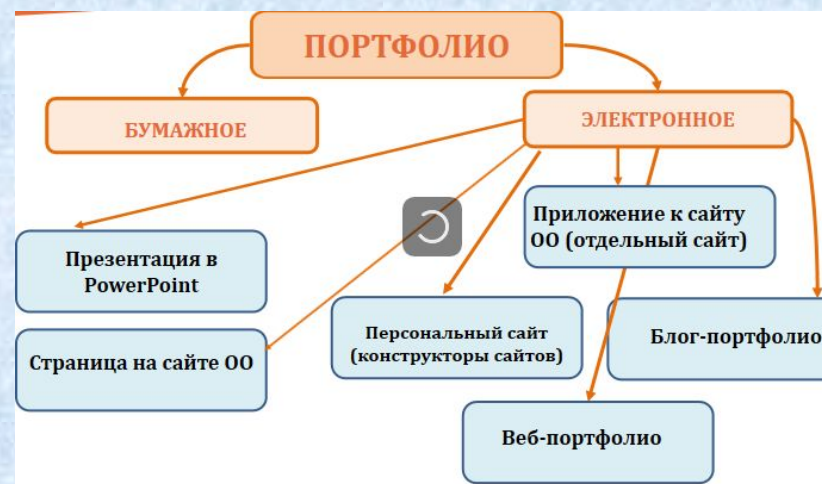 ПОРТФОЛИО
БУМАЖНОЕ
ЭЛЕКТРОННОЕ
Приложение к сайту
ОО (отдельный сайт)
Презентация в
PowerPoint
Персональный сайт
(конструкторы сайтов)
Блог-портфолио
Страница на сайте ОО
Веб-портфолио